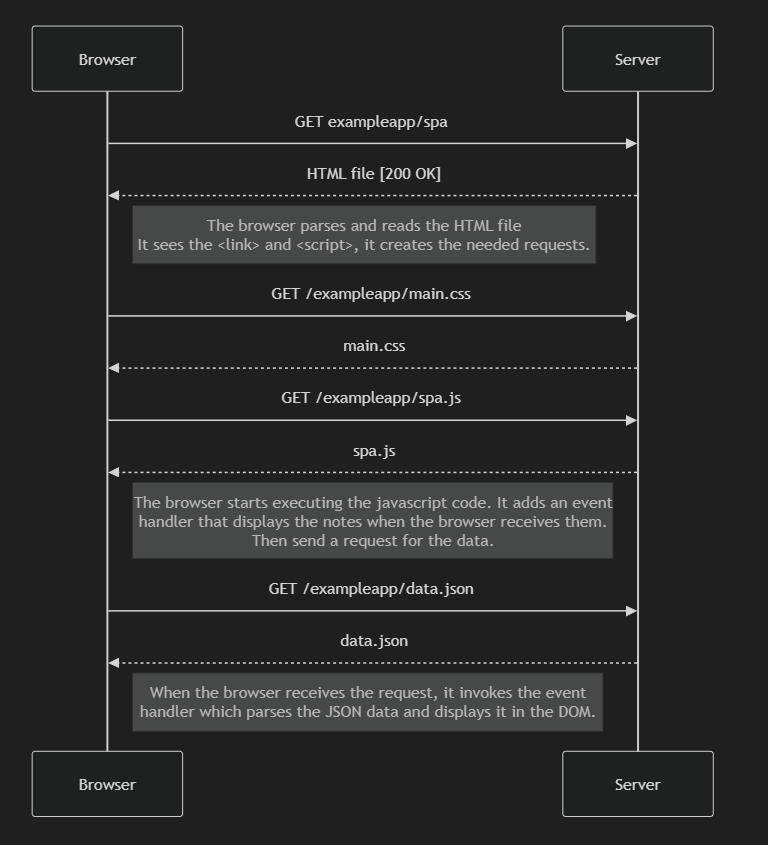 Browser
Server
GET exampleapp/spa
HTML file [200 OK]
The browser parses and reads the HTML file
It sees the <link> and <script>, it creates the needed requests.
GET /exampleapp/main.css
main.css
GET /exampleapp/spa.js
spa.js
The browser starts executing the javascript code. It adds an event
handler that displays the notes when the browser receives them.
Then send a request for the data.
GET /exampleapp/data.json
data.json
When the browser receives the request, it invokes the event
handler which parses the JSON data and displays it in the DOM.
Browser
Server